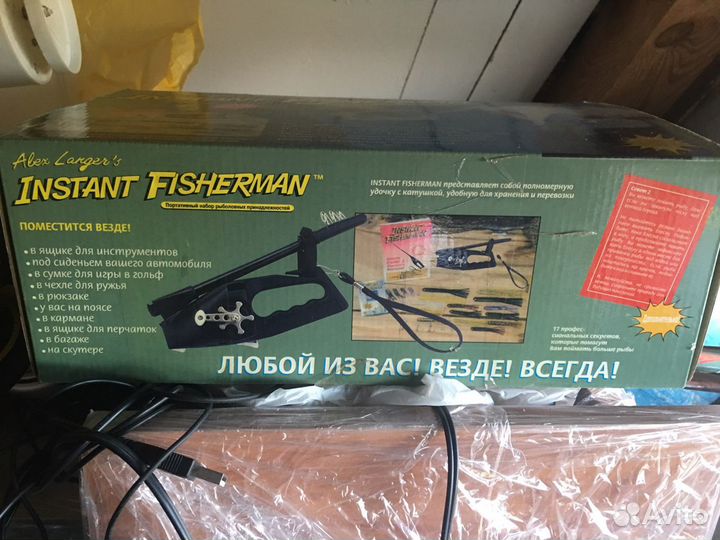 Alex Langer's
INSTANT FISHERMAN™
Портативный набор рыболовных принадлежностей
ПОМЕСТИТСЯ ВЕЗДЕ!
• в ящике для инструментов
• под сиденьем вашего автомобиля
• в сумке для игры в гольф
• в чехле для ружья
• в рюкзаке
• у вас на поясе
• в кармане
• в ящике для перчаток
• в багаже
• на скутере
INSTANT FISHERMAN представляет собой полномерную
удочку с катушкой, удобную для хранения и перевозки
Совет 2
17 профес-
сиональных секретов,
которые помогут
Вам поймать больше рыбы
ЛЮБОЙ ИЗ ВАС! ВЕЗДЕ! ВСЕГДА!
Avito